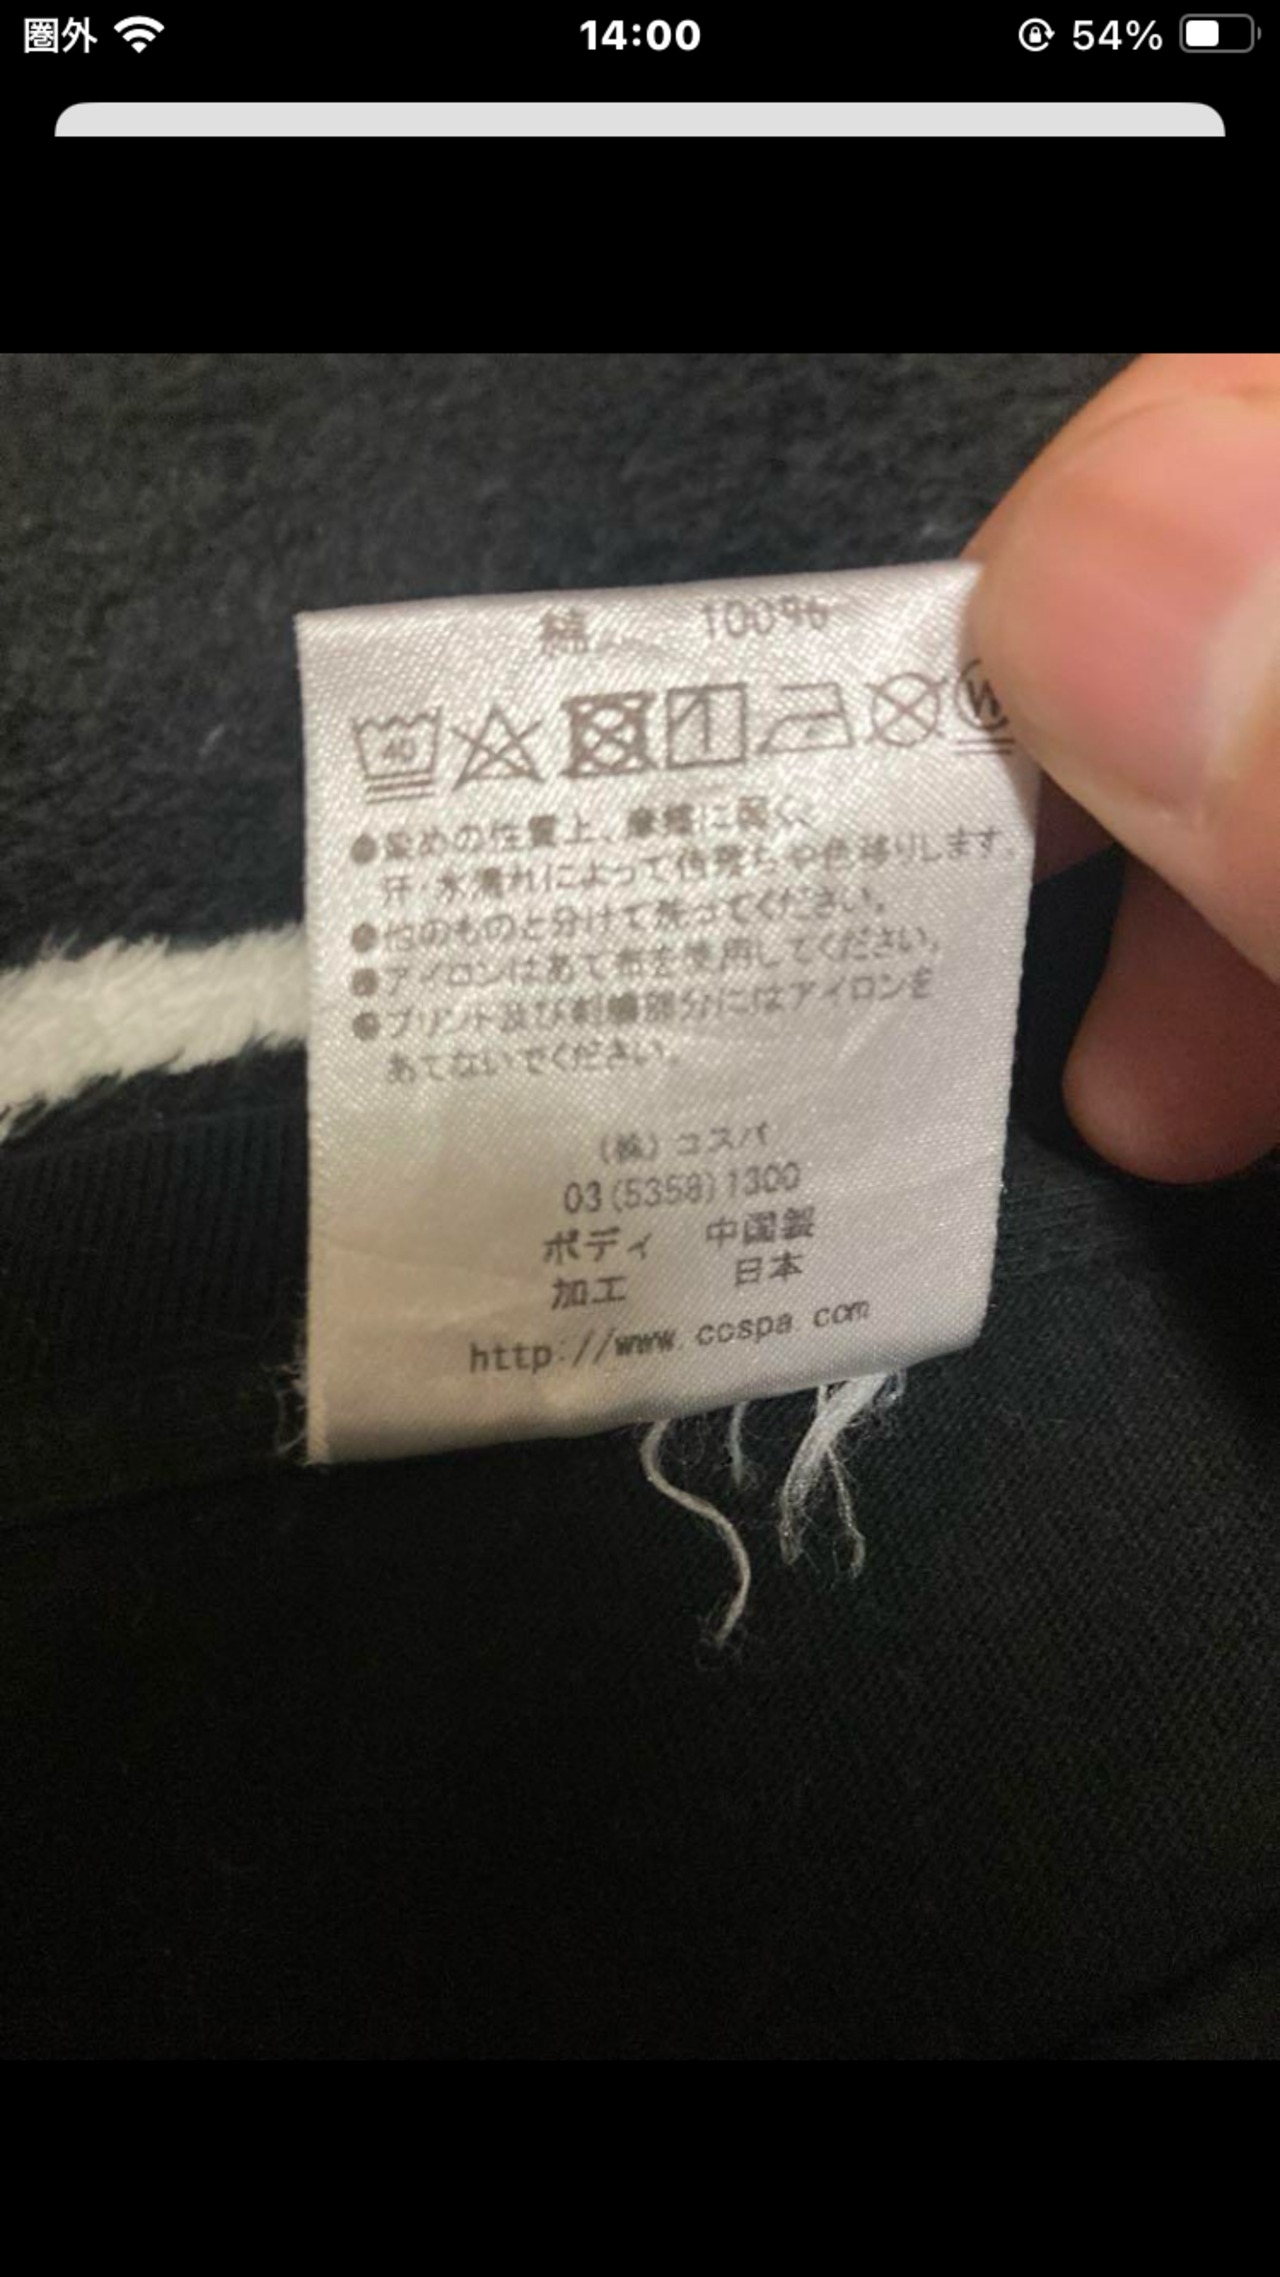 圏外 14:00 54%
綿 100%
40 W
●染めの性質上、摩擦に弱く、
汗・水濡れによって色落ちや色移りします。
●他のものと分けて洗ってください。
●アイロンはあて布を使用してください。
●プリント及び刺繍部分にはアイロンを
あてないでください。
(株)コスパ
03(5358)1300
ボディ 中国製
加工 日本
http://www.cospa.com